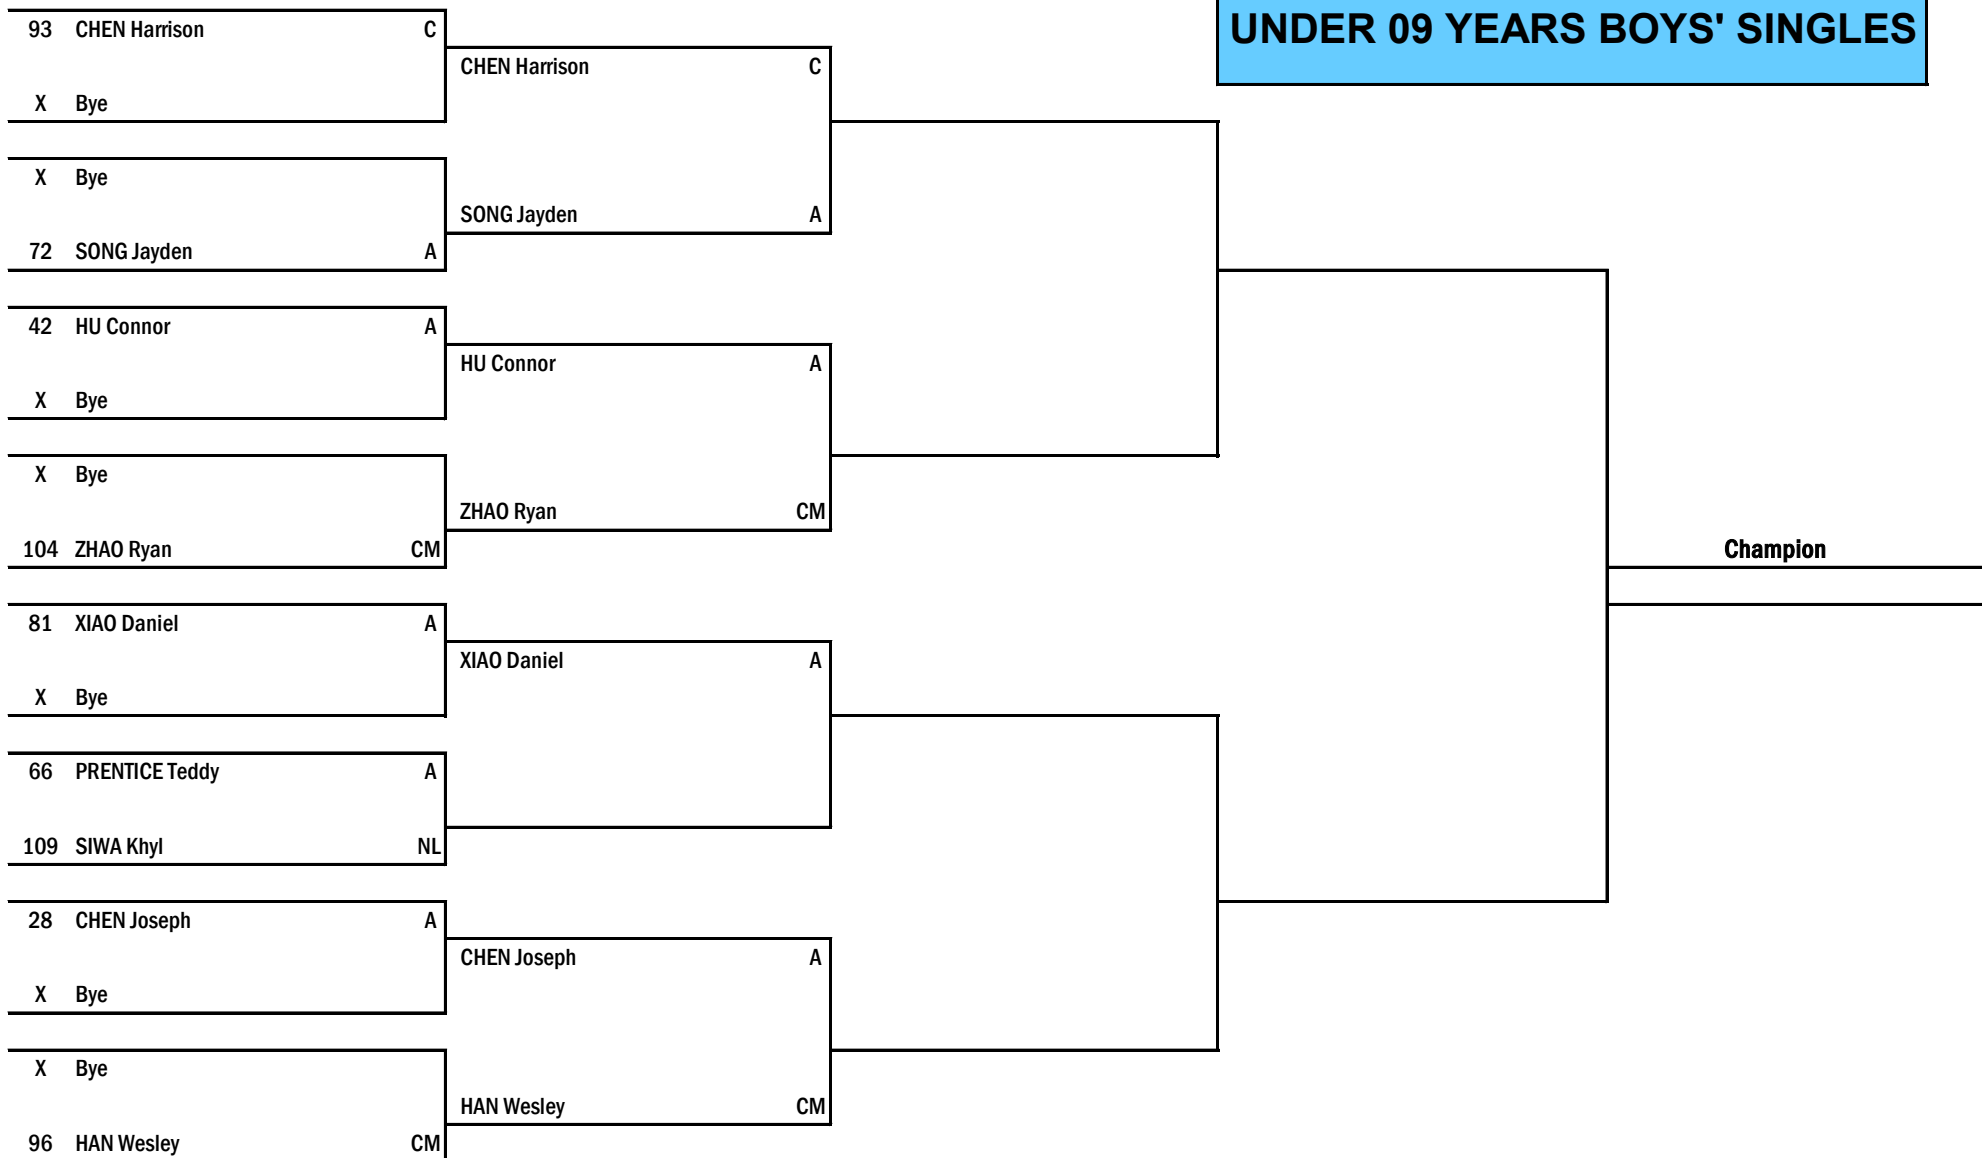 UNDER 09 YEARS BOYS' SINGLES
93 CHEN Harrison C
X Bye
X Bye
72 SONG Jayden A
42 HU Connor A
X Bye
X Bye
104 ZHAO Ryan CM
81 XIAO Daniel A
X Bye
66 PRENTICE Teddy A
109 SIWA Khyl NL
28 CHEN Joseph A
X Bye
X Bye
96 HAN Wesley CM
CHEN Harrison C
SONG Jayden A
HU Connor A
ZHAO Ryan CM
XIAO Daniel A
CHEN Joseph A
HAN Wesley CM
Champion